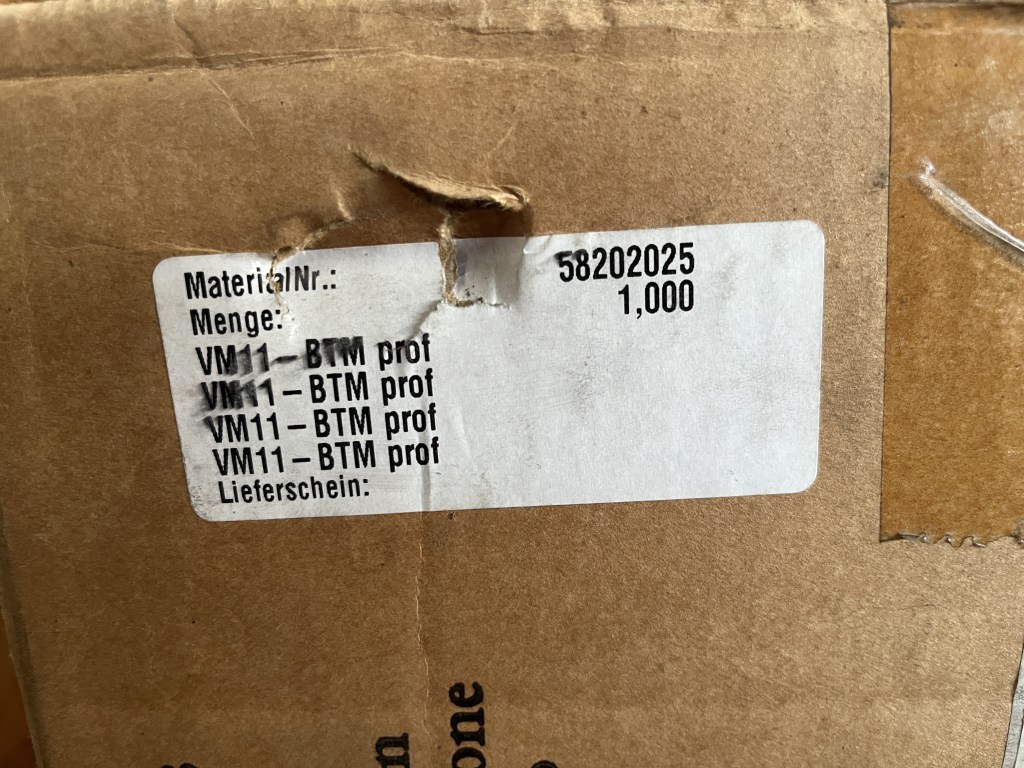 MaterialNr.: 58202025
Menge: 1,000
VM11 – BTM prof
VM11 – BTM prof
VM11 – BTM prof
VM11 – BTM prof
Lieferschein: